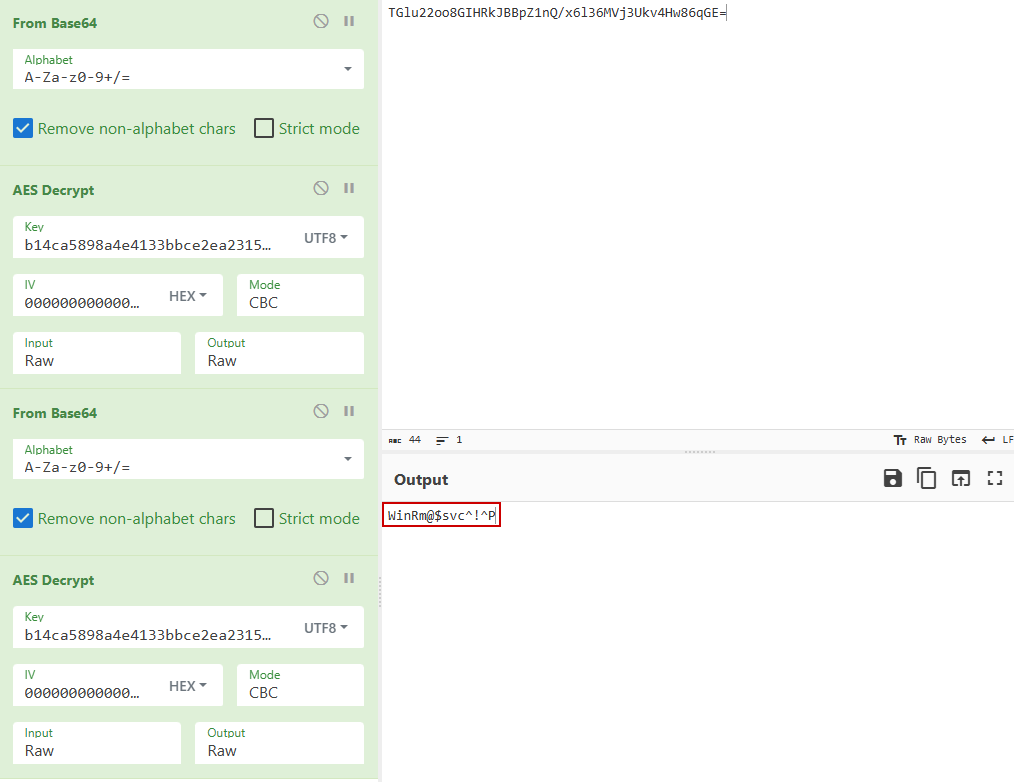 From Base64
Alphabet
A-Za-z0-9+/=
Remove non-alphabet chars
Strict mode
AES Decrypt
Key
b14ca5898a4e4133bbce2ea2315…
UTF8
IV
000000000000…
HEX
Mode
CBC
Input
Raw
Output
Raw
From Base64
Alphabet
A-Za-z0-9+/=
Remove non-alphabet chars
Strict mode
AES Decrypt
Key
b14ca5898a4e4133bbce2ea2315…
UTF8
IV
000000000000…
HEX
Mode
CBC
Input
Raw
Output
Raw
TGlu22oo8GIHRkJBBpZ1nQ/x6l36MVj3Ukv4Hw86qGE=
ABC 44
1
Tт Raw Bytes
LF
Output
WinRm@$svc^!^P